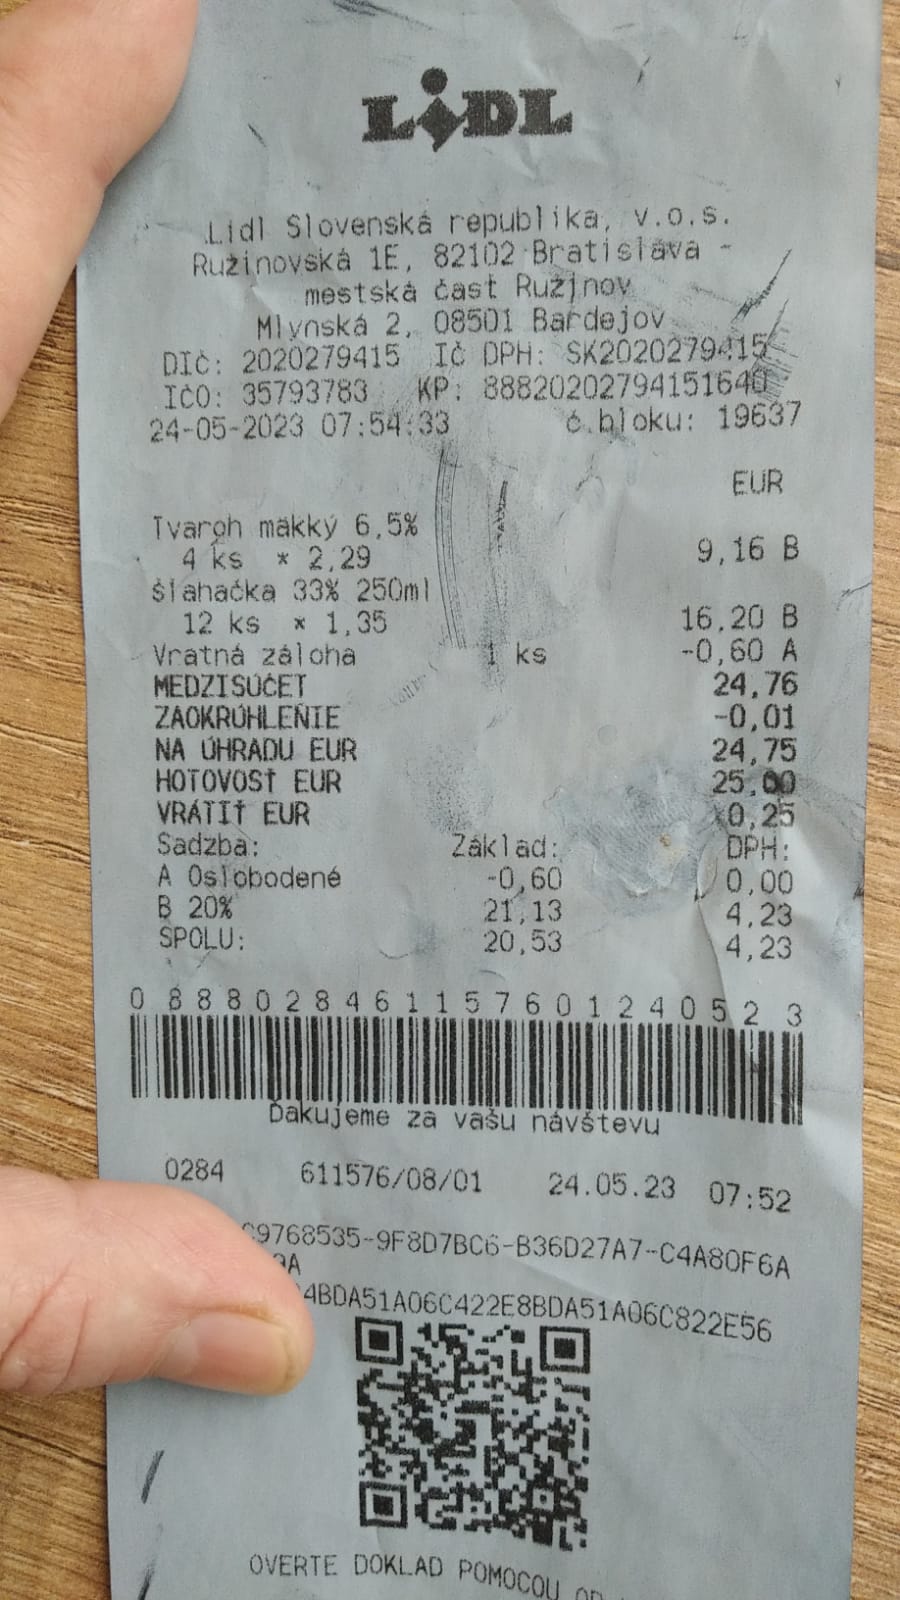 LiDL
Lidl Slovenská republika, v.o.s.
Ružinovská 1E, 82102 Bratislava -
mestská časť Ružinov
Mlynská 2, 08501 Bardejov
DIČ: 2020279415 IČ DPH: SK2020279415
IČO: 35793783 KP: 88820202794151640
24-05-2023 07:54:33 č.bloku: 19637
EUR
Tvaroh mäkký 6,5%
4 ks * 2,29 9,16 B
Šľahačka 33% 250ml
12 ks * 1,35 16,20 B
Vratná záloha 1 ks -0,60 A
MEDZISÚČET 24,76
ZAOKRÚHLENIE -0,01
NA ÚHRADU EUR 24,75
HOTOVOSŤ EUR 25,00
VRÁTIŤ EUR 0,25
Sadzba: Základ: DPH:
A Oslobodené -0,60 0,00
B 20% 21,13 4,23
SPOLU: 20,53 4,23
0 8880284611576012405​2 3
Ďakujeme za vašu návštevu
0284 611576/08/01 24.05.23 07:52
C9768535-9F8D7BC6-B36D27A7-C4A80F6A
9A
4BDA51A06C422E8BDA51A06C822E56
OVERTE DOKLAD POMOCOU